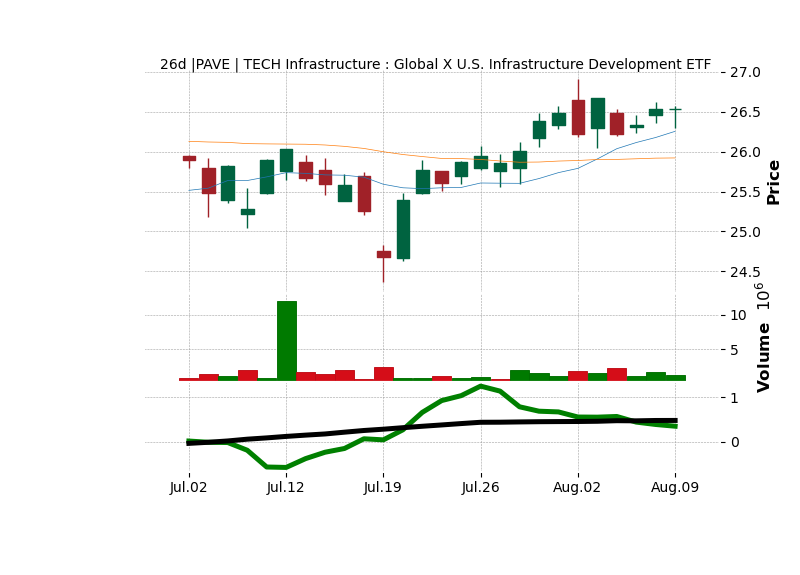 26d |PAVE | TECH Infrastructure : Global X U.S. Infrastructure Development ETF
27.0
26.5
26.0
25.5
25.0
24.5
Price
10
5
Volume 10^6
1
0
Jul.02 Jul.12 Jul.19 Jul.26 Aug.02 Aug.09